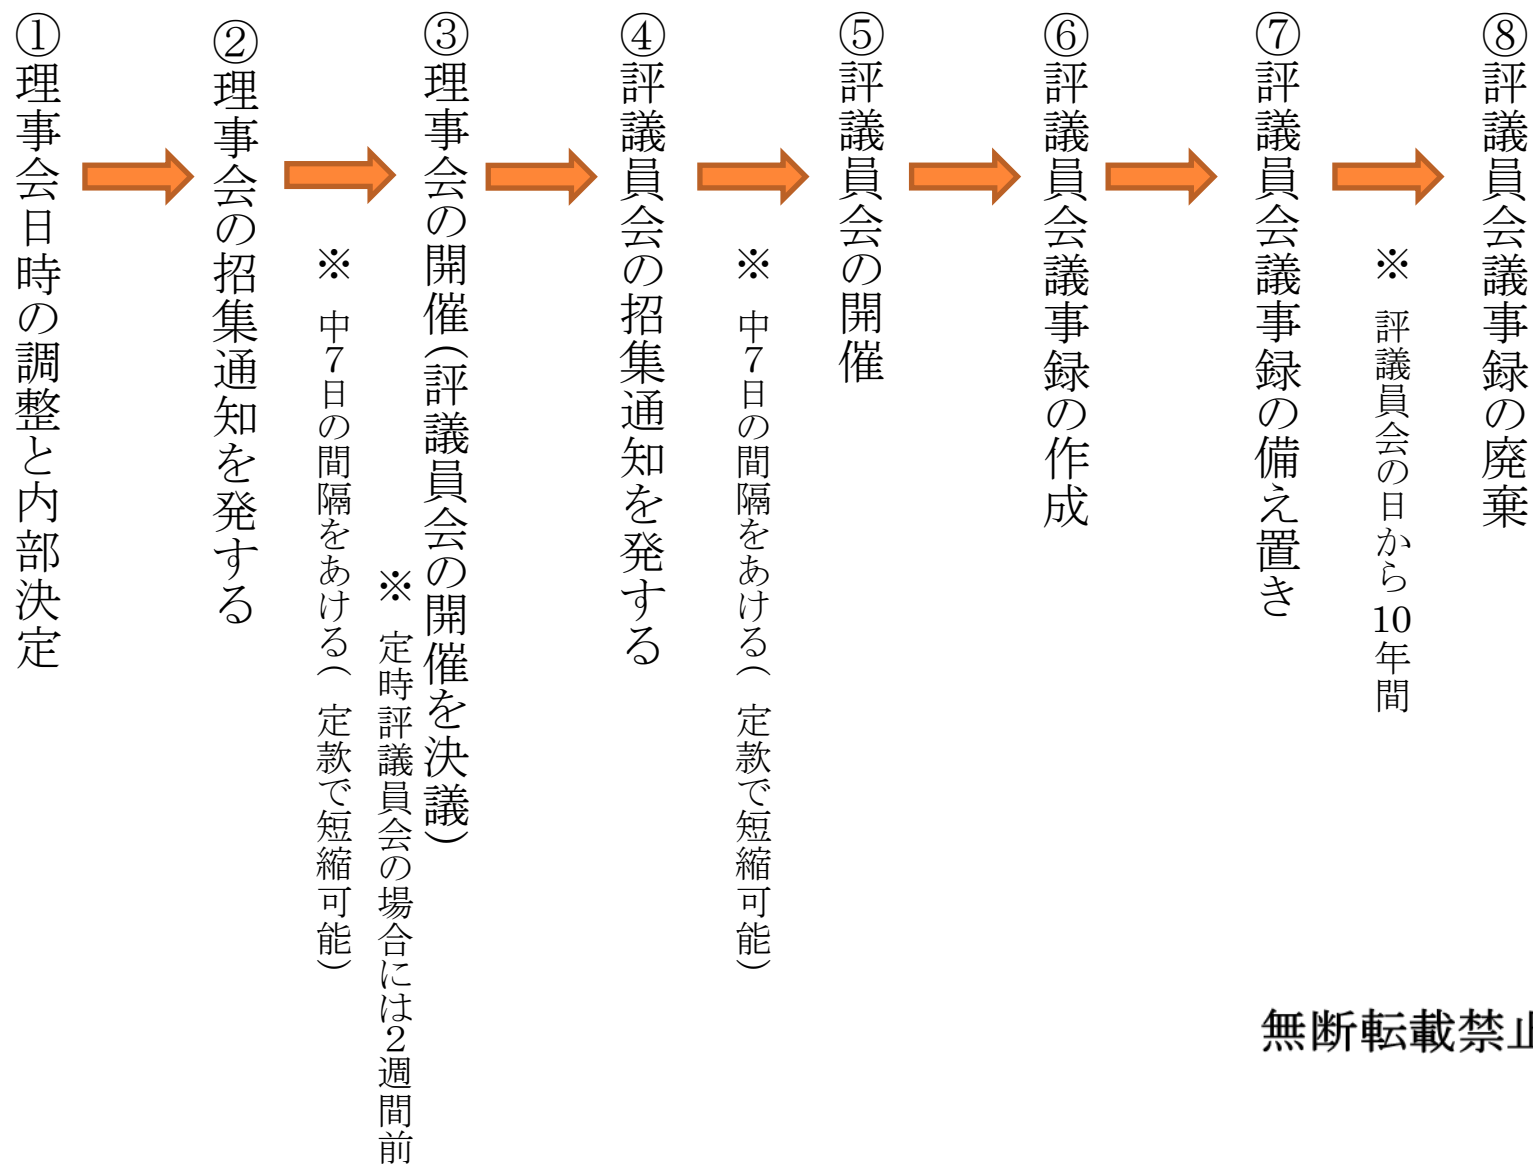 ①理事会日時の調整と内部決定
②理事会の招集通知を発する
※ 中7日の間隔をあける(定款で短縮可能)
※ 定時評議員会の場合には2週間前
③理事会の開催(評議員会の開催を決議)
④評議員会の招集通知を発する
※ 中7日の間隔をあける(定款で短縮可能)
⑤評議員会の開催
⑥評議員会議事録の作成
⑦評議員会議事録の備え置き
※ 評議員会の日から10年間
⑧評議員会議事録の廃棄
無断転載禁止